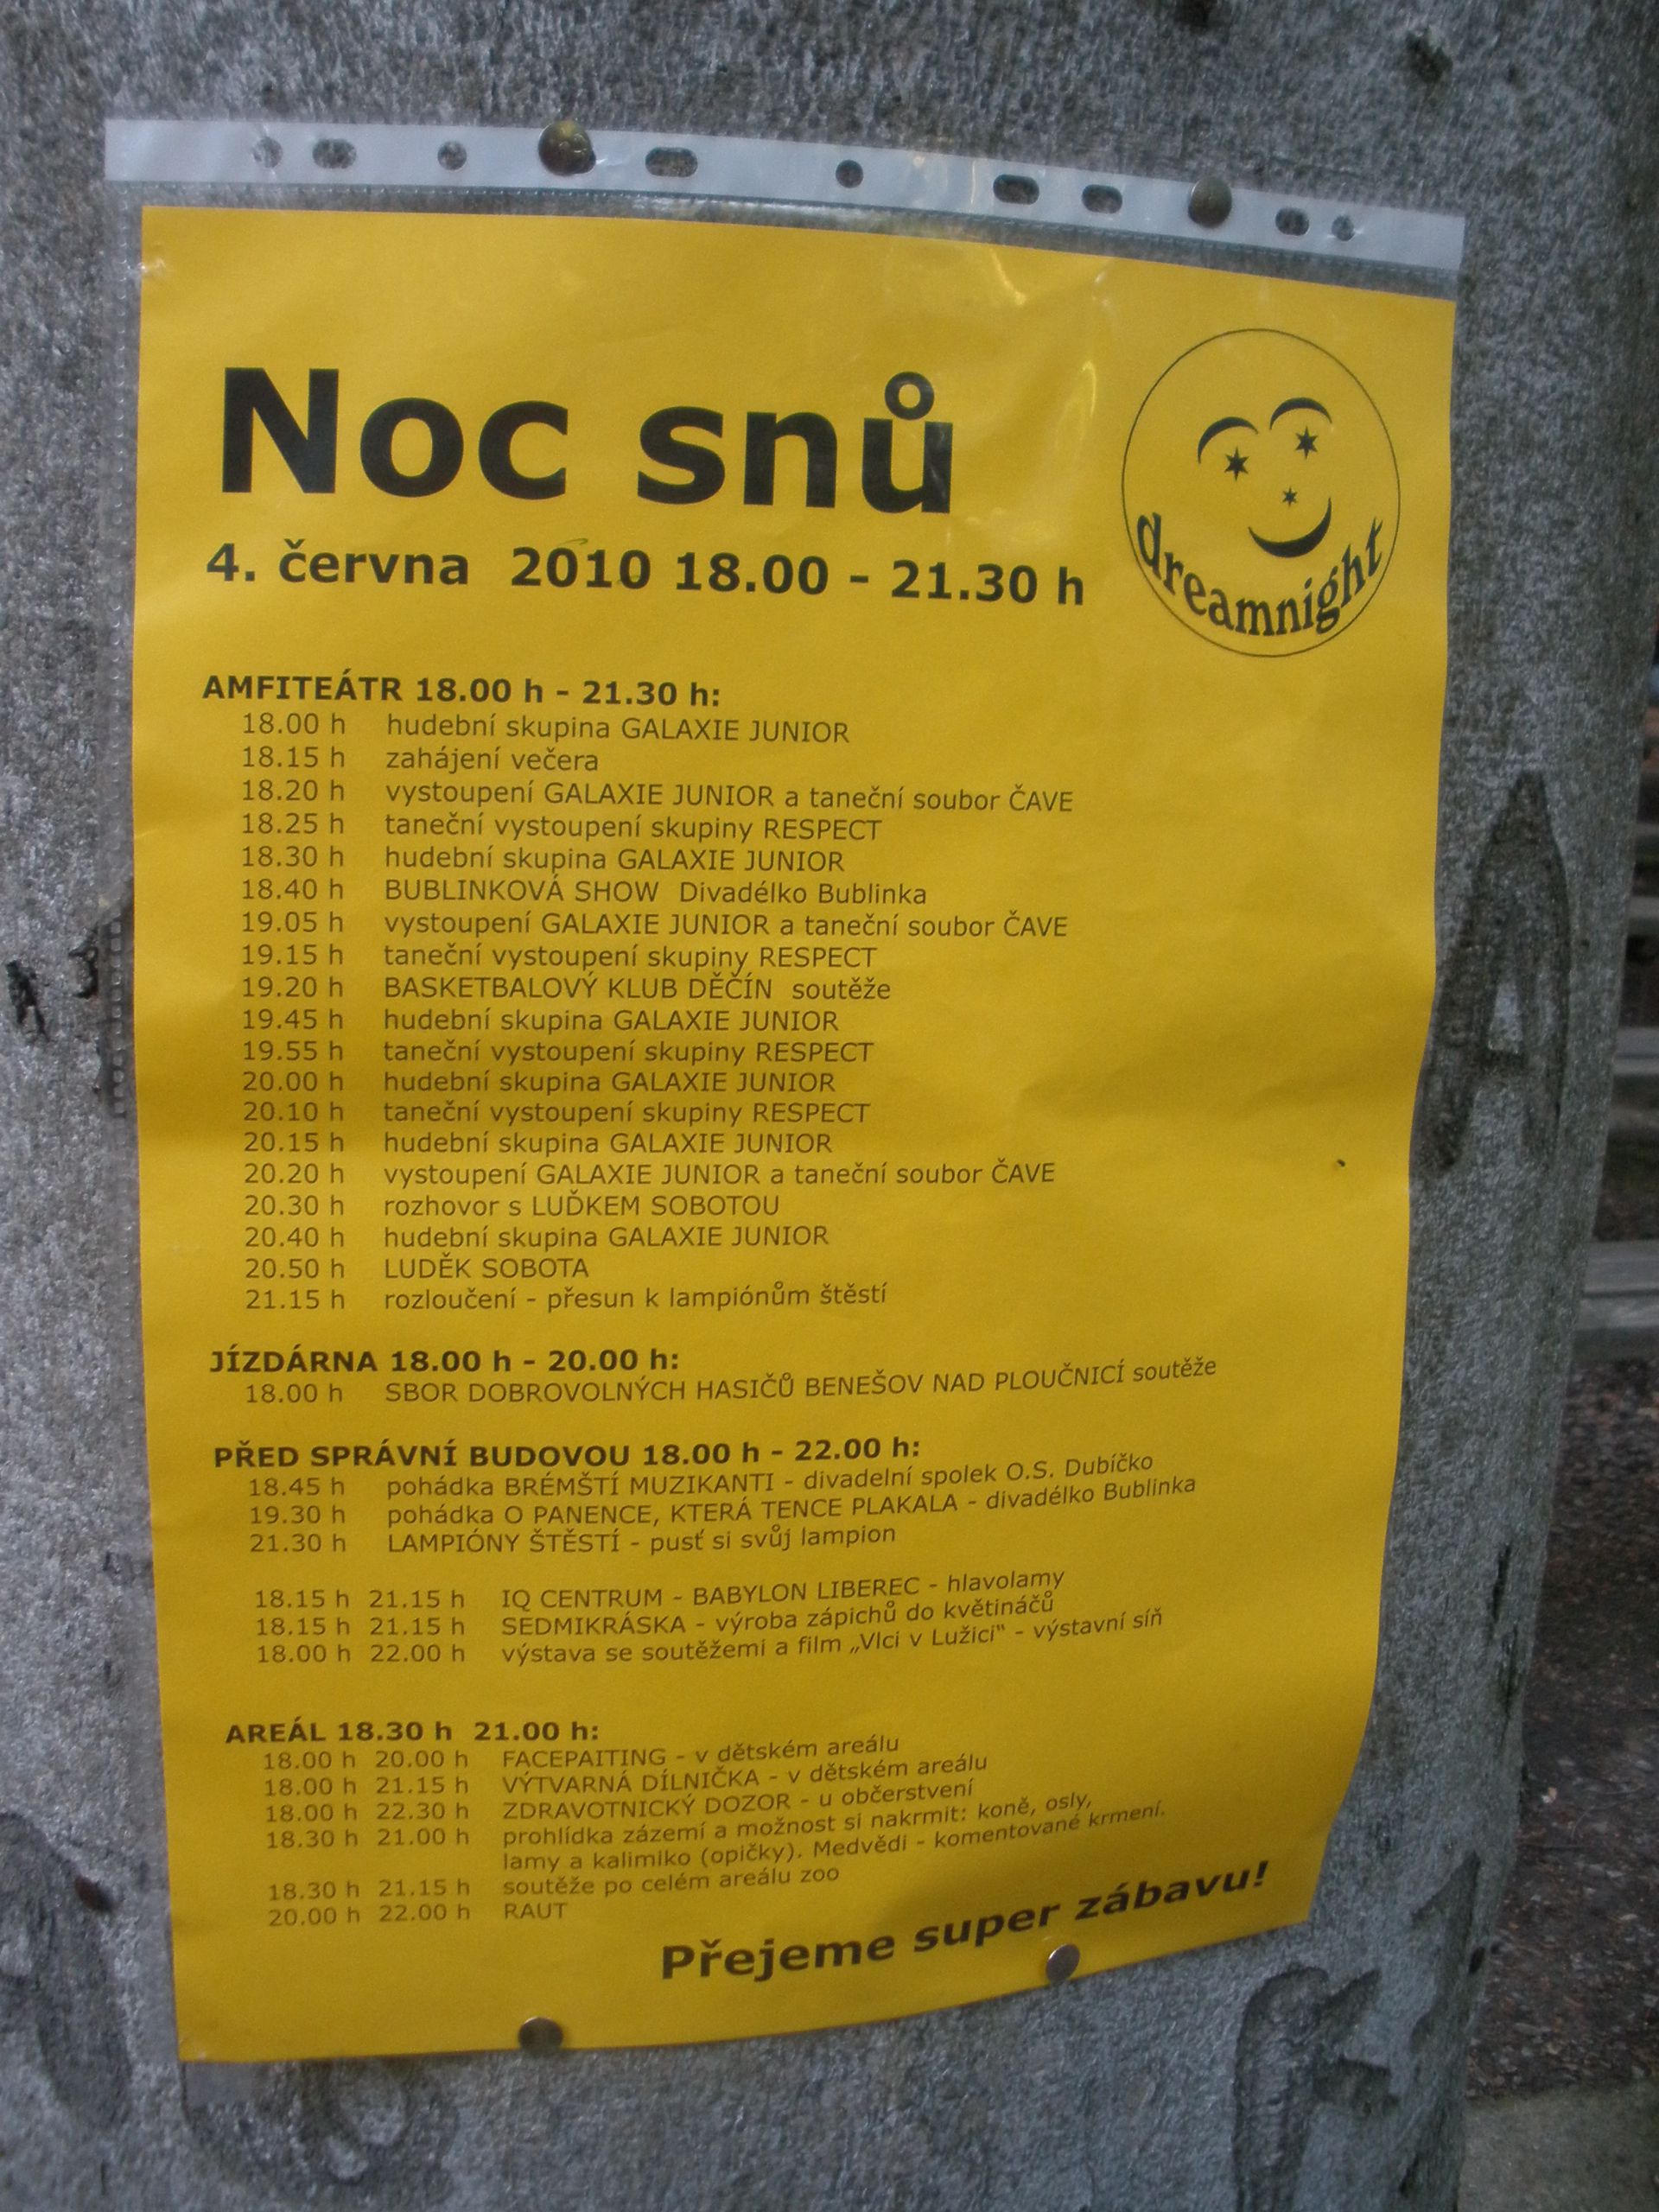 Noc snů
dreamnight
4. června 2010 18.00 - 21.30 h
AMFITEÁTR 18.00 h - 21.30 h:
18.00 h hudební skupina GALAXIE JUNIOR
18.15 h zahájení večera
18.20 h vystoupení GALAXIE JUNIOR a taneční soubor ČAVE
18.25 h taneční vystoupení skupiny RESPECT
18.30 h hudební skupina GALAXIE JUNIOR
18.40 h BUBLINKOVÁ SHOW Divadélko Bublinka
19.05 h vystoupení GALAXIE JUNIOR a taneční soubor ČAVE
19.15 h taneční vystoupení skupiny RESPECT
19.20 h BASKETBALOVÝ KLUB DĚČÍN soutěže
19.45 h hudební skupina GALAXIE JUNIOR
19.55 h taneční vystoupení skupiny RESPECT
20.00 h hudební skupina GALAXIE JUNIOR
20.10 h taneční vystoupení skupiny RESPECT
20.15 h hudební skupina GALAXIE JUNIOR
20.20 h vystoupení GALAXIE JUNIOR a taneční soubor ČAVE
20.30 h rozhovor s LUĎKEM SOBOTOU
20.40 h hudební skupina GALAXIE JUNIOR
20.50 h LUDĚK SOBOTA
21.15 h rozloučení - přesun k lampiónům štěstí
JÍZDÁRNA 18.00 h - 20.00 h:
18.00 h SBOR DOBROVOLNÝCH HASIČŮ BENEŠOV NAD PLOUČNICÍ soutěže
PŘED SPRÁVNÍ BUDOVOU 18.00 h - 22.00 h:
18.45 h pohádka BRÉMŠTÍ MUZIKANTI - divadelní spolek O.S. Dubíčko
19.30 h pohádka O PANENCE, KTERÁ TENCE PLAKALA - divadélko Bublinka
21.30 h LAMPIÓNY ŠTĚSTÍ - pusť si svůj lampion
18.15 h 21.15 h IQ CENTRUM - BABYLON LIBEREC - hlavolamy
18.15 h 21.15 h SEDMIKRÁSKA - výroba zápichů do květináčů
18.00 h 22.00 h výstava se soutěžemi a film „Vlci v Lužici“ - výstavní síň
AREÁL 18.30 h 21.00 h:
18.00 h 20.00 h FACEPAITING - v dětském areálu
18.00 h 21.15 h VÝTVARNÁ DÍLNIČKA - v dětském areálu
18.00 h 22.30 h ZDRAVOTNICKÝ DOZOR - u občerstvení
18.30 h 21.00 h prohlídka zázemí a možnost si nakrmit: koně, osly,
lamy a kalimiko (opičky). Medvědi - komentované krmení.
18.30 h 21.15 h soutěže po celém areálu zoo
20.00 h 22.00 h RAUT
Přejeme super zábavu!